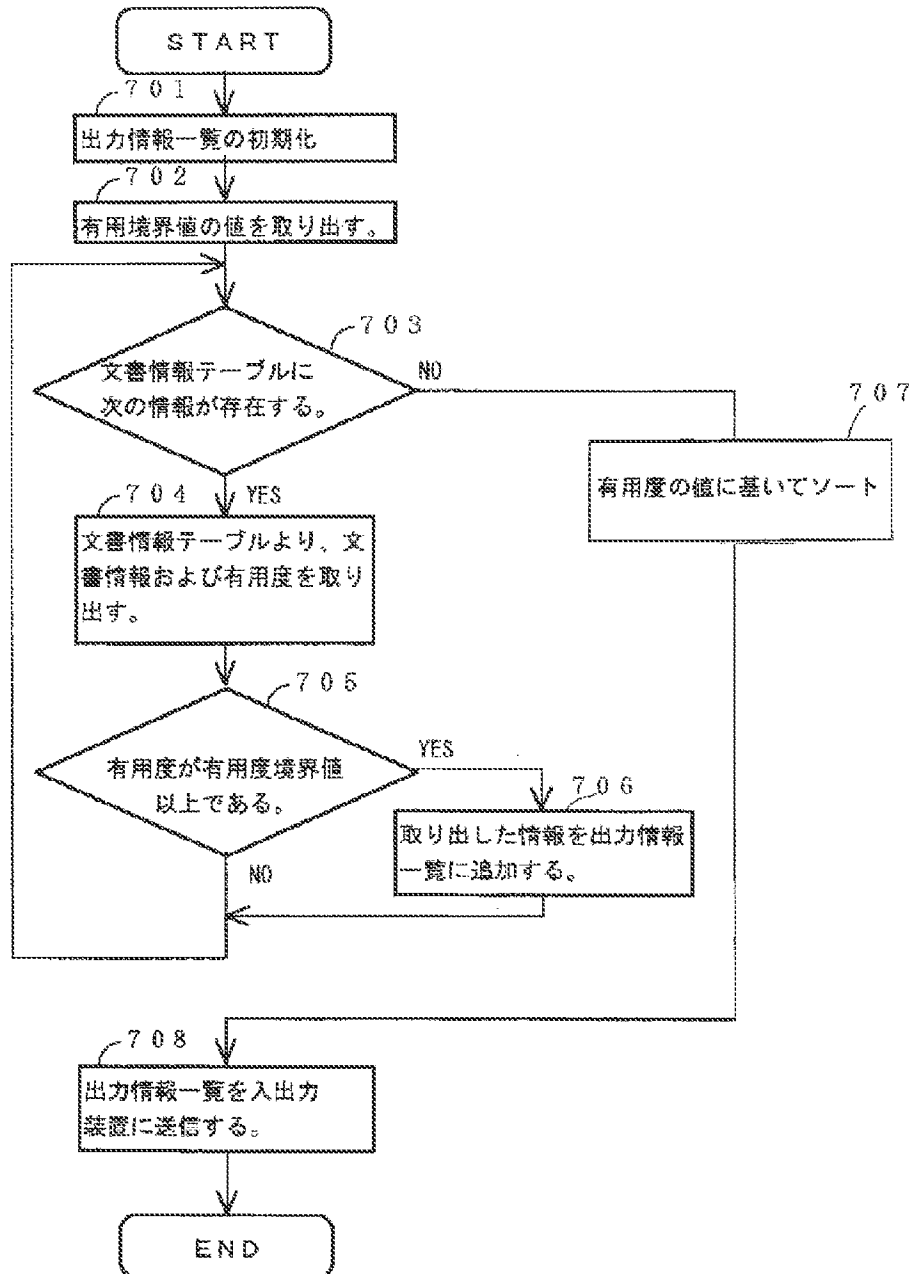 START
701
出力情報一覧の初期化
702
有用境界値の値を取り出す。
703
文書情報テーブルに
次の情報が存在する。
NO
707
有用度の値に基いてソート
YES
704
文書情報テーブルより、文
書情報および有用度を取り
出す。
705
有用度が有用度境界値
以上である。
YES
706
取り出した情報を出力情報
一覧に追加する。
NO
708
出力情報一覧を入出力
装置に送信する。
END